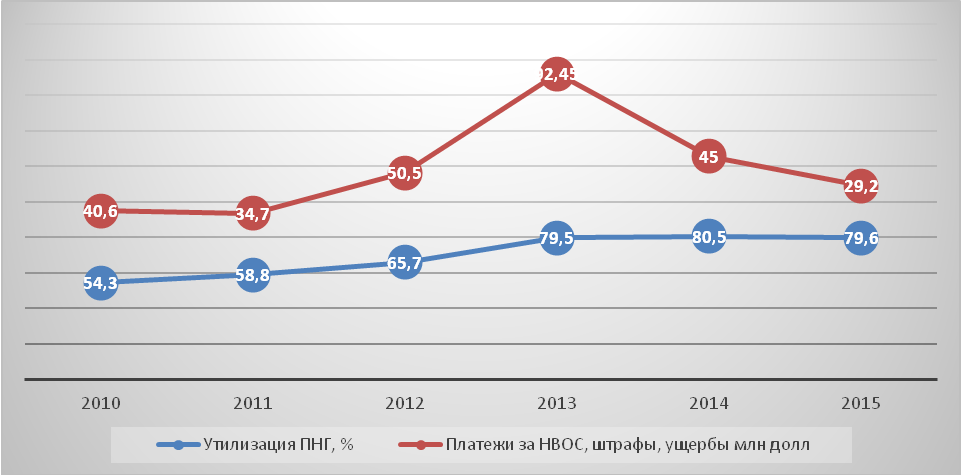 40,6 34,7 50,5 92,45 45 29,2
54,3 58,8 65,7 79,5 80,5 79,6
2010 2011 2012 2013 2014 2015
Утилизация ПНГ, % Платежи за НВОС, штрафы, ущербы млн долл